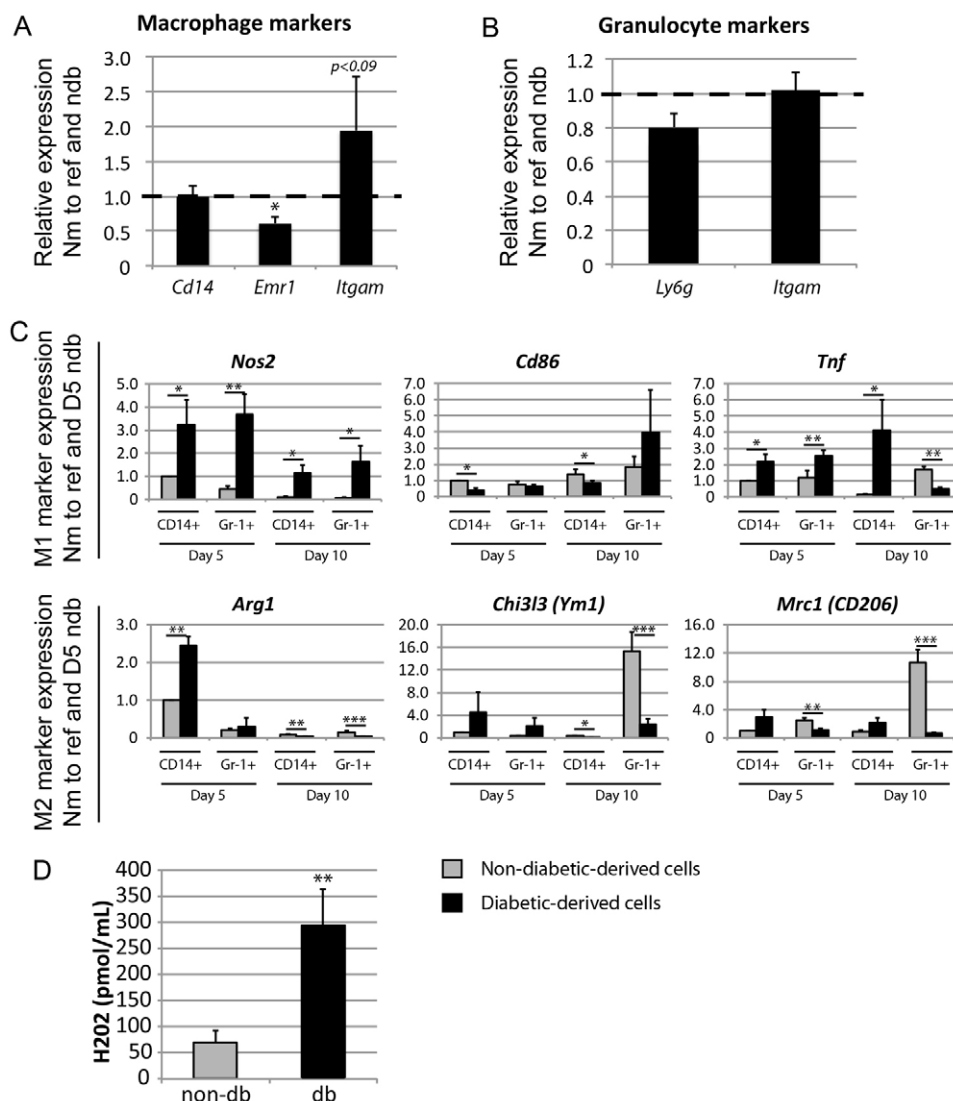 A
Macrophage markers
Relative expression
Nm to ref and ndb
3.0
2.5
2.0
1.5
1.0
0.5
0
p<0.09
*
Cd14 Emr1 Itgam
B
Granulocyte markers
Relative expression
Nm to ref and ndb
1.2
1.0
0.8
0.6
0.4
0.2
0
Ly6g Itgam
C
M1 marker expression
Nm to ref and D5 ndb
Nos2
5.0
4.0
3.0
2.0
1.0
0
* ** * *
CD14+ Gr-1+ CD14+ Gr-1+
Day 5 Day 10
Cd86
7.0
6.0
5.0
4.0
3.0
2.0
1.0
0
* *
CD14+ Gr-1+ CD14+ Gr-1+
Day 5 Day 10
Tnf
7.0
6.0
5.0
4.0
3.0
2.0
1.0
0
* ** * **
CD14+ Gr-1+ CD14+ Gr-1+
Day 5 Day 10
M2 marker expression
Nm to ref and D5 ndb
Arg1
3.0
2.0
1.0
0
** ** ***
CD14+ Gr-1+ CD14+ Gr-1+
Day 5 Day 10
Chi3l3 (Ym1)
20.0
16.0
12.0
8.0
4.0
0
* ***
CD14+ Gr-1+ CD14+ Gr-1+
Day 5 Day 10
Mrc1 (CD206)
16.0
12.0
8.0
4.0
0
** ***
CD14+ Gr-1+ CD14+ Gr-1+
Day 5 Day 10
D
H202 (pmol/mL)
400
350
300
250
200
150
100
50
0
**
non-db db
Non-diabetic-derived cells
Diabetic-derived cells